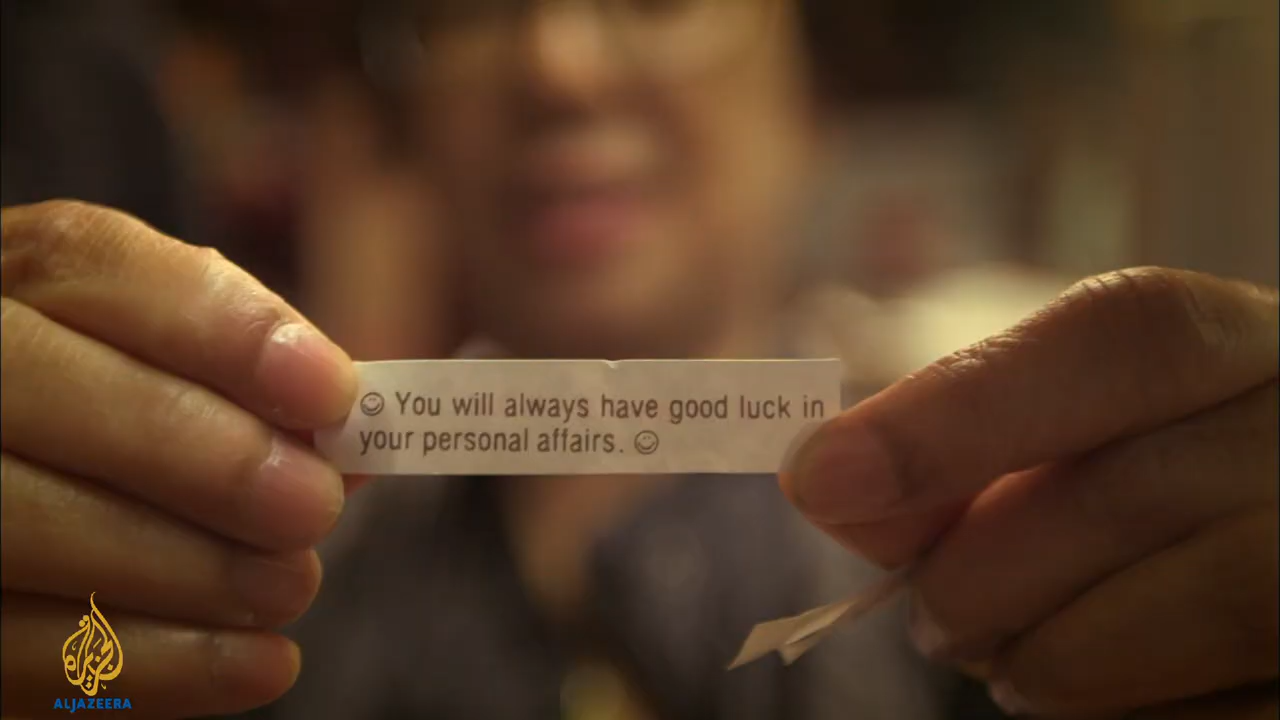 ☺ You will always have good luck in
your personal affairs. ☺
الجزيرة
ALJAZEERA